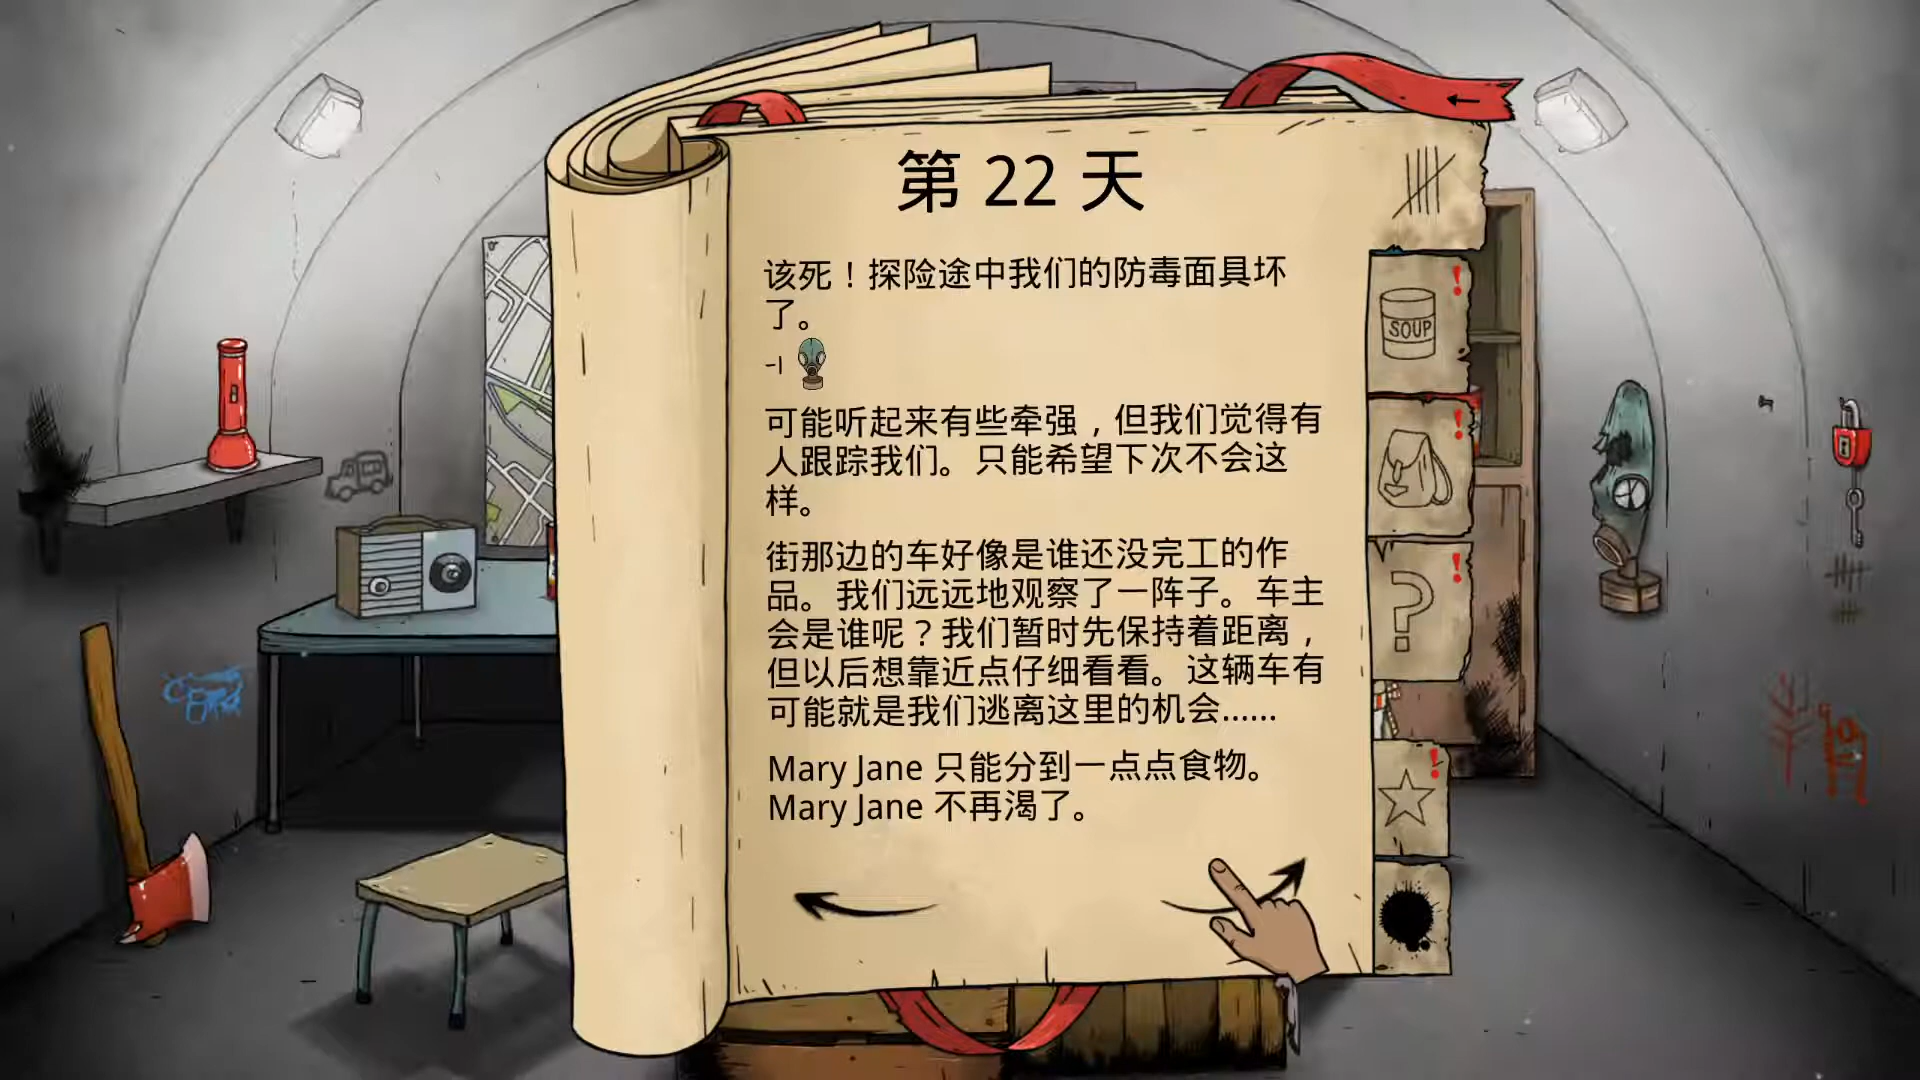 第 22 天
该死！探险途中我们的防毒面具坏
了。
-1
可能听起来有些牵强，但我们觉得有
人跟踪我们。只能希望下次不会这
样。
街那边的车好像是谁还没完工的作
品。我们远远地观察了一阵子。车主
会是谁呢？我们暂时先保持着距离，
但以后想靠近点仔细看看。这辆车有
可能就是我们逃离这里的机会……
Mary Jane 只能分到一点点食物。
Mary Jane 不再渴了。
!
SOUP
!
!
?
!